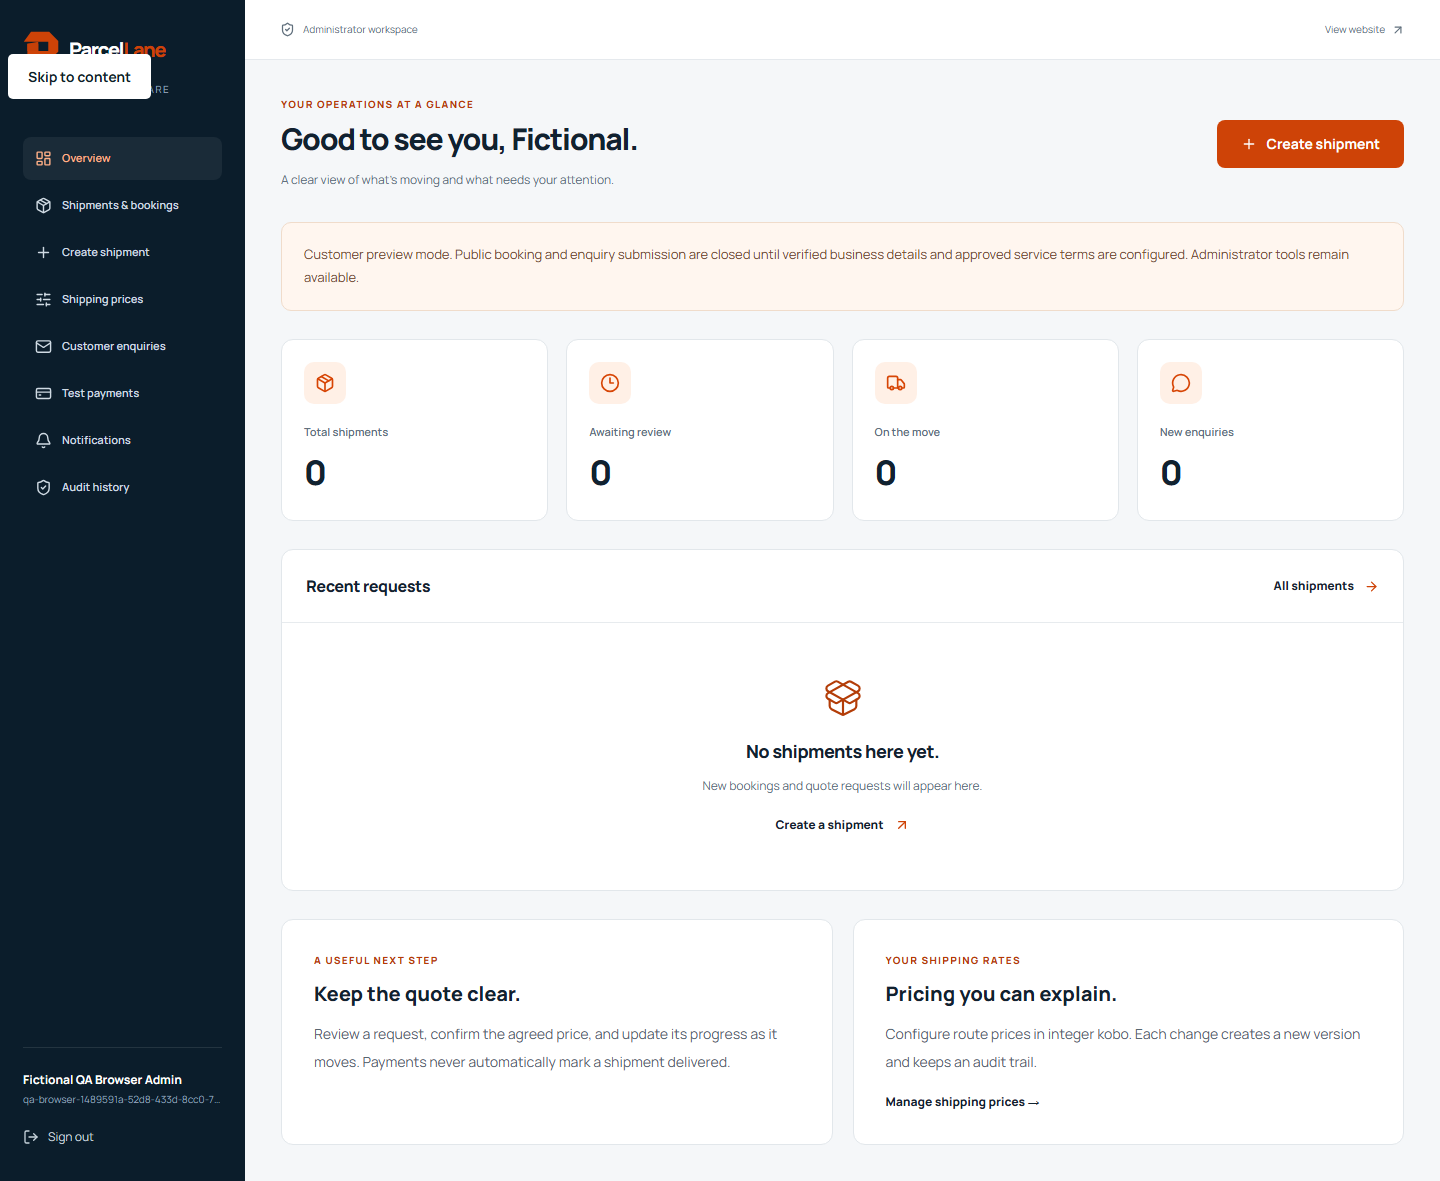 ParcelLane
Skip to content
ARE
Overview
Shipments & bookings
Create shipment
Shipping prices
Customer enquiries
Test payments
Notifications
Audit history
Fictional QA Browser Admin
qa-browser-1489591a-52d8-433d-8cc0-7...
Sign out
Administrator workspace
View website
YOUR OPERATIONS AT A GLANCE
Good to see you, Fictional.
A clear view of what's moving and what needs your attention.
Create shipment
Customer preview mode. Public booking and enquiry submission are closed until verified business details and approved service terms are configured. Administrator tools remain
available.
Total shipments
0
Awaiting review
0
On the move
0
New enquiries
0
Recent requests
All shipments
No shipments here yet.
New bookings and quote requests will appear here.
Create a shipment
A USEFUL NEXT STEP
Keep the quote clear.
Review a request, confirm the agreed price, and update its progress as it
moves. Payments never automatically mark a shipment delivered.
YOUR SHIPPING RATES
Pricing you can explain.
Configure route prices in integer kobo. Each change creates a new version
and keeps an audit trail.
Manage shipping prices →